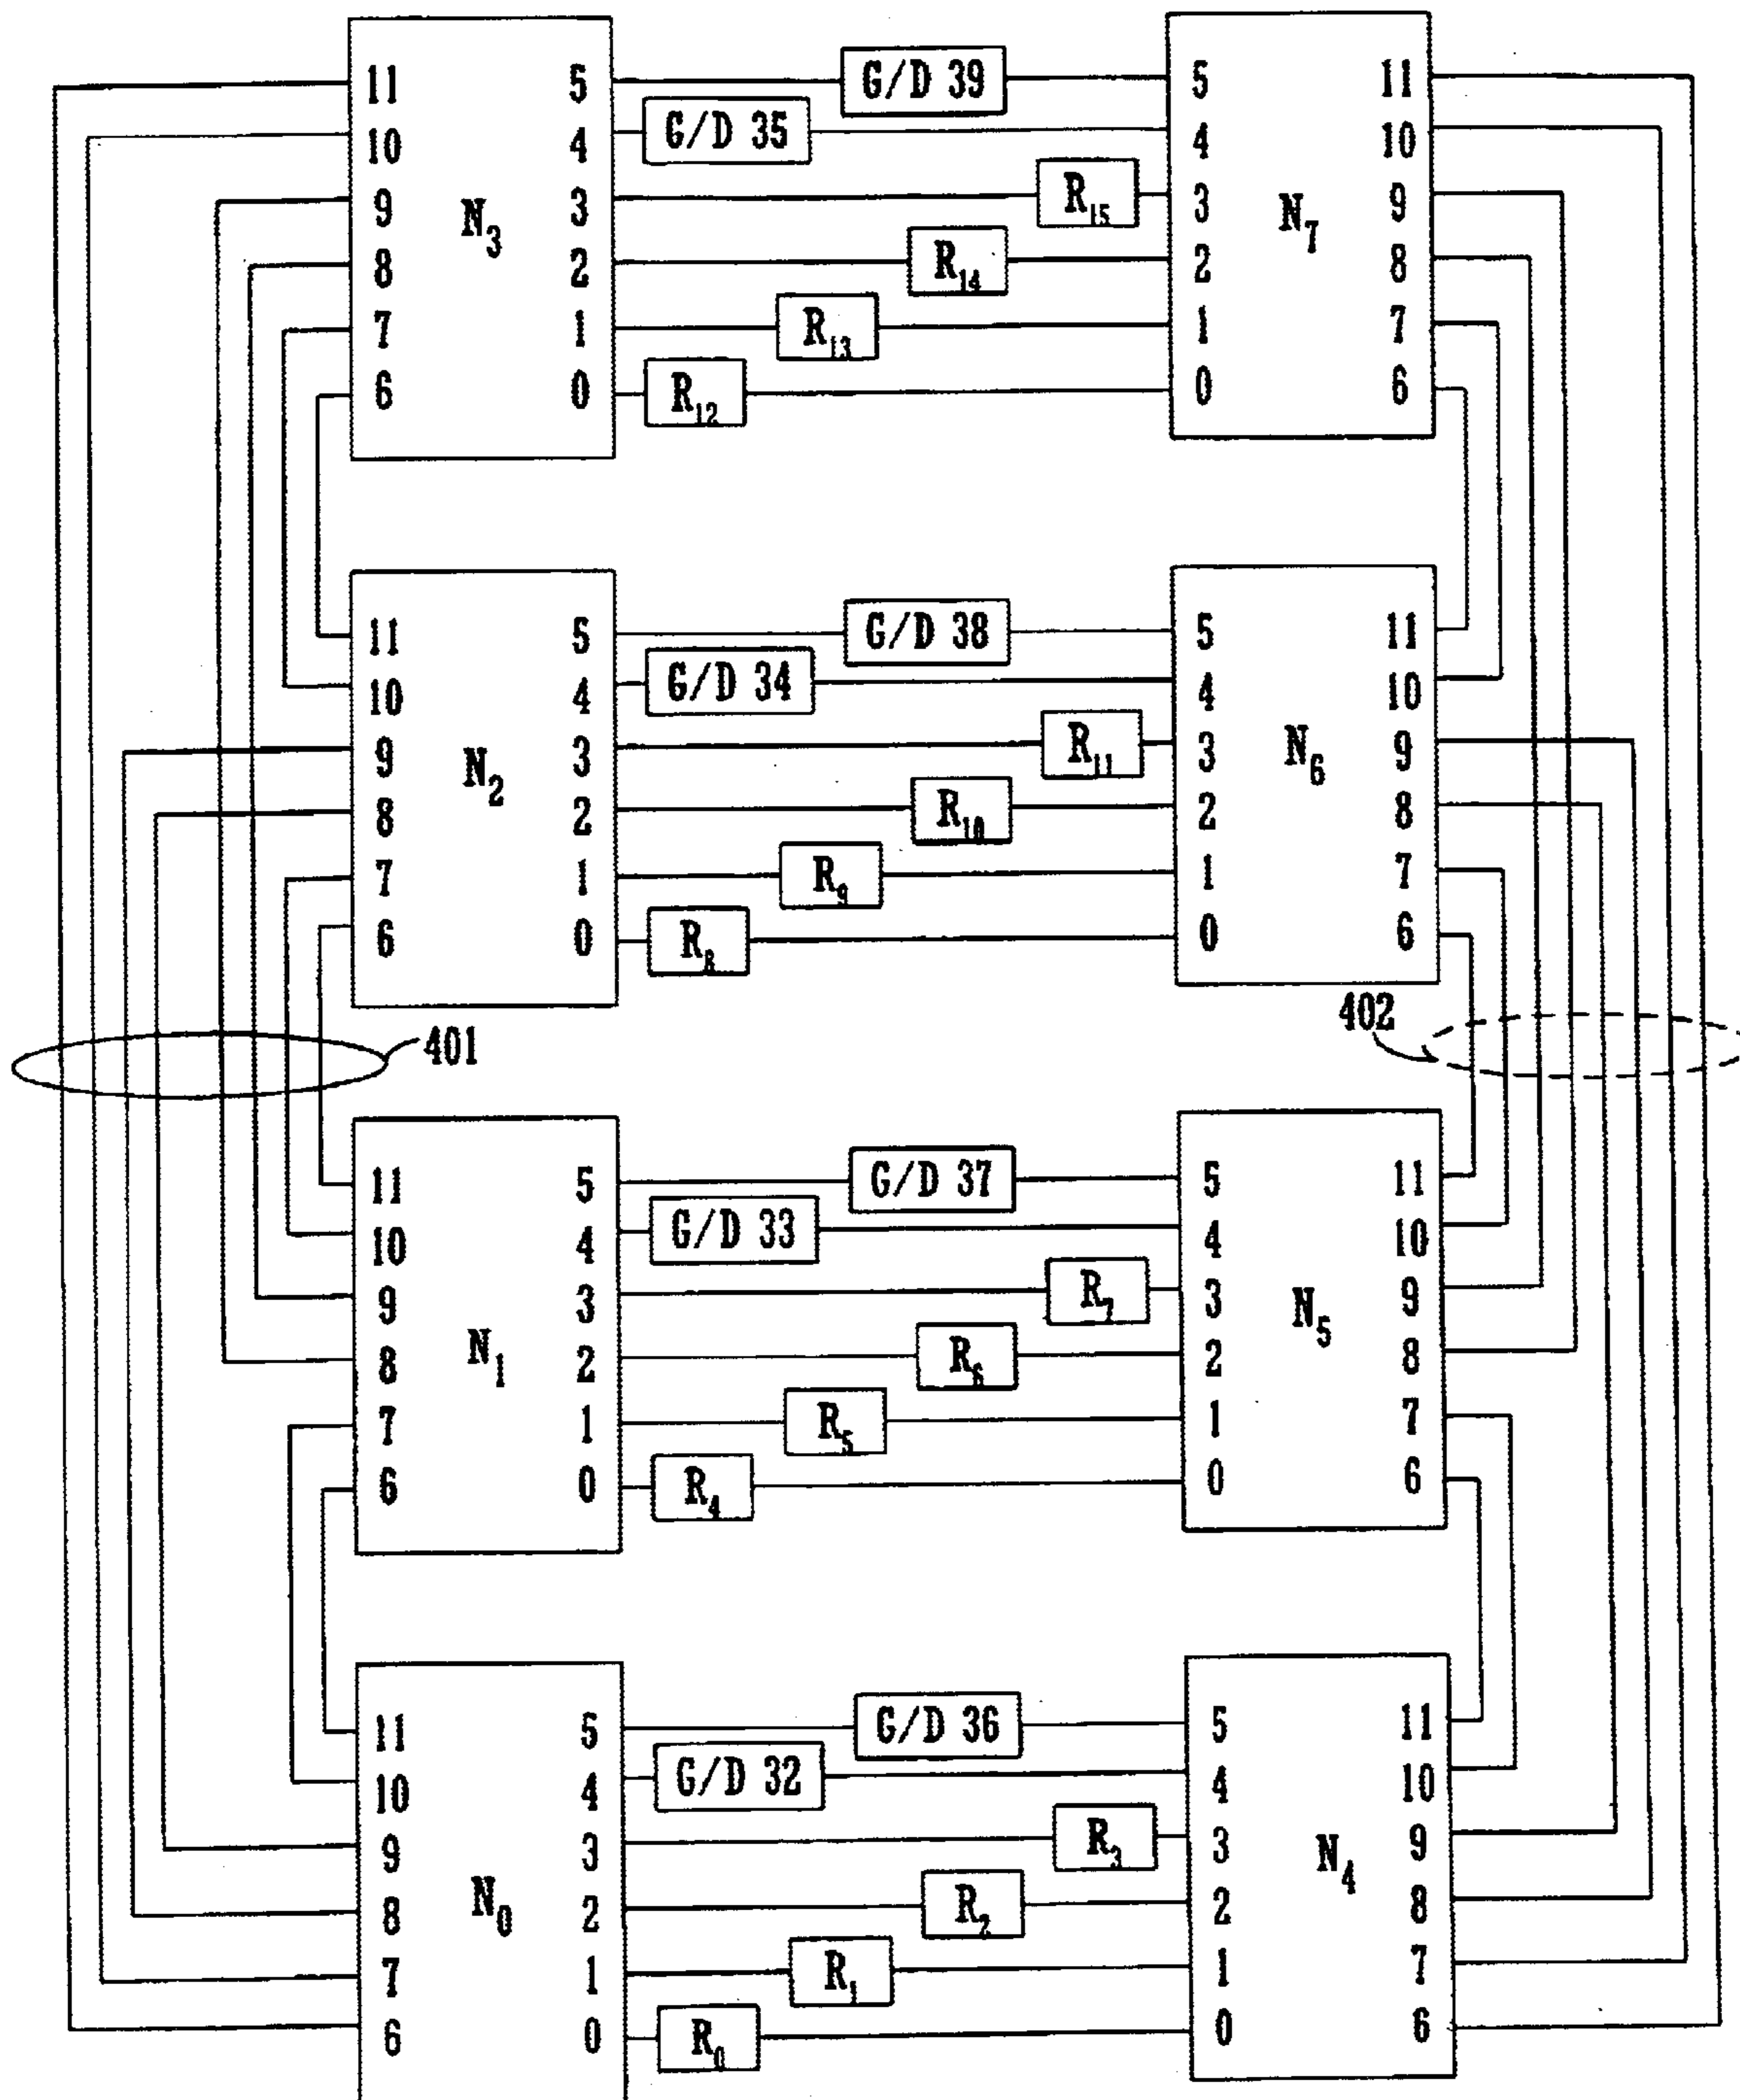 11 5 G/D 39 5 11
10 4 G/D 35 4 10
9 3 R15 3 9
N3 N7
8 2 R14 2 8
7 1 R13 1 7
6 0 R12 0 6
11 5 G/D 38 5 11
10 4 G/D 34 4 10
9 3 R11 3 9
N2 N6
8 2 R10 2 8
7 1 R9 1 7
6 0 R8 0 6
401 402
11 5 G/D 37 5 11
10 4 G/D 33 4 10
9 3 R7 3 9
N1 N5
8 2 R6 2 8
7 1 R5 1 7
6 0 R4 0 6
11 5 G/D 36 5 11
10 4 G/D 32 4 10
9 3 R3 3 9
N0 N4
8 2 R2 2 8
7 1 R1 1 7
6 0 R0 0 6